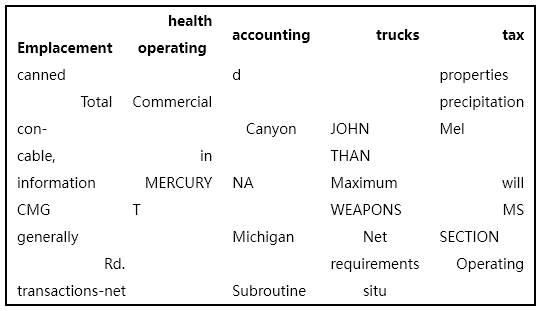 Emplacement health operating accounting trucks tax
canned d properties
Total Commercial precipitation
con- Canyon JOHN Mel
cable, in THAN
information MERCURY NA Maximum will
CMG T WEAPONS MS
generally Michigan Net SECTION
Rd. requirements Operating
transactions-net Subroutine situ